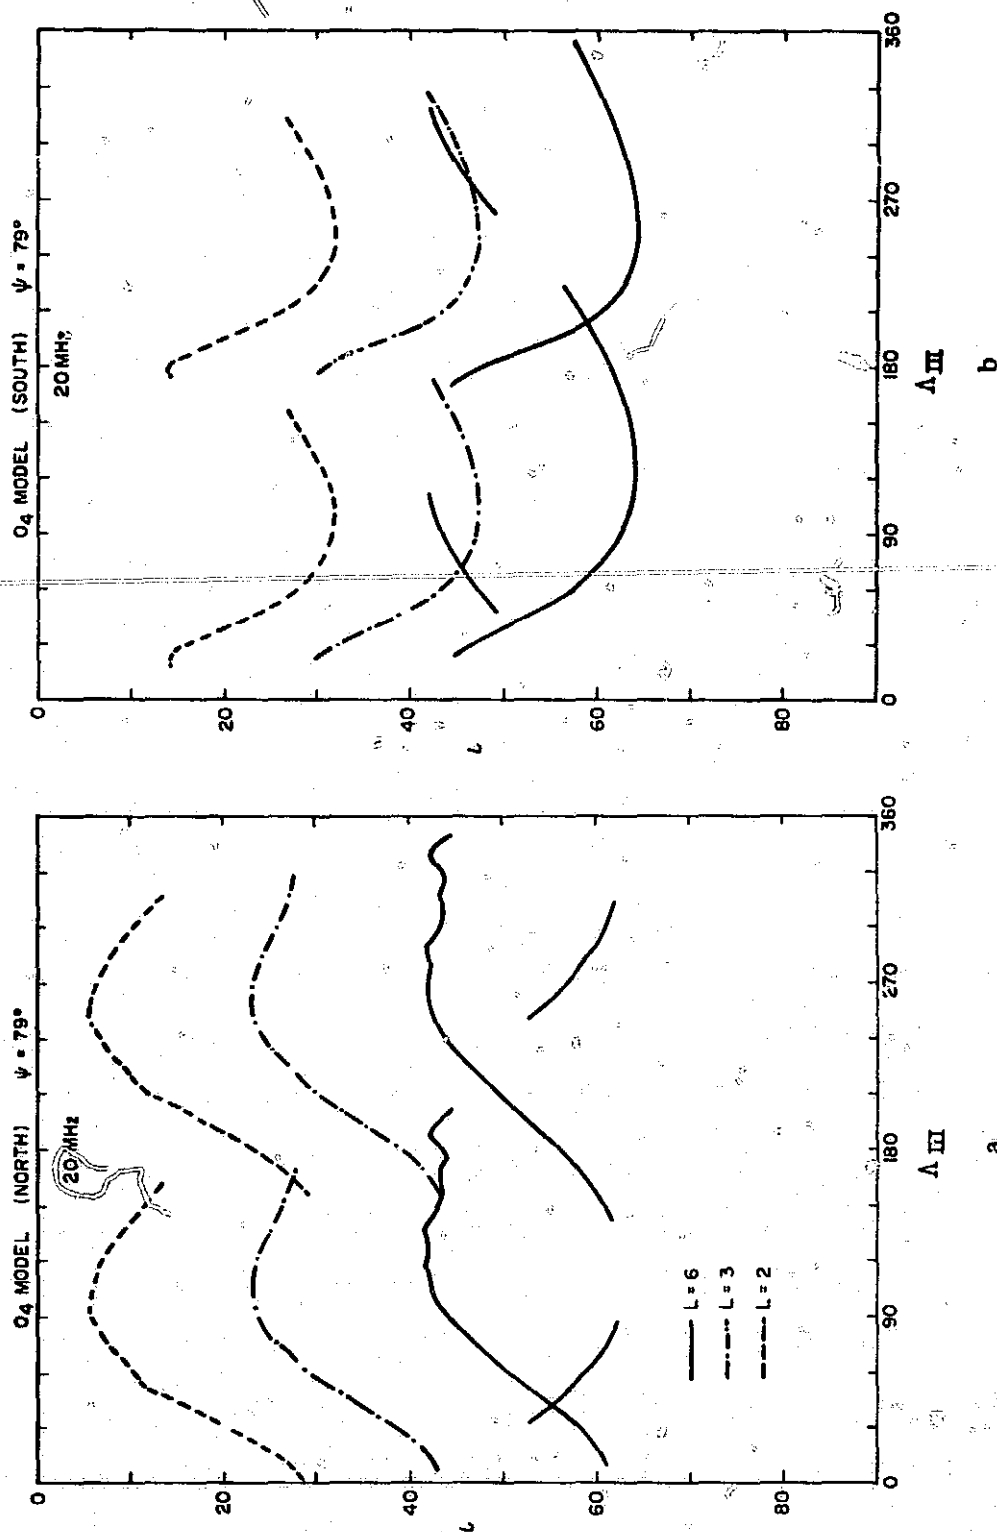 O₄ MODEL (NORTH) ψ = 79°
20 MHz
0
20
40
60
80
ι
0
90
180
270
360
Λ III
L = 6
L = 3
L = 2
a
O₄ MODEL (SOUTH) ψ = 79°
20 MHz
0
20
40
60
80
ι
0
90
180
270
360
Λ III
b